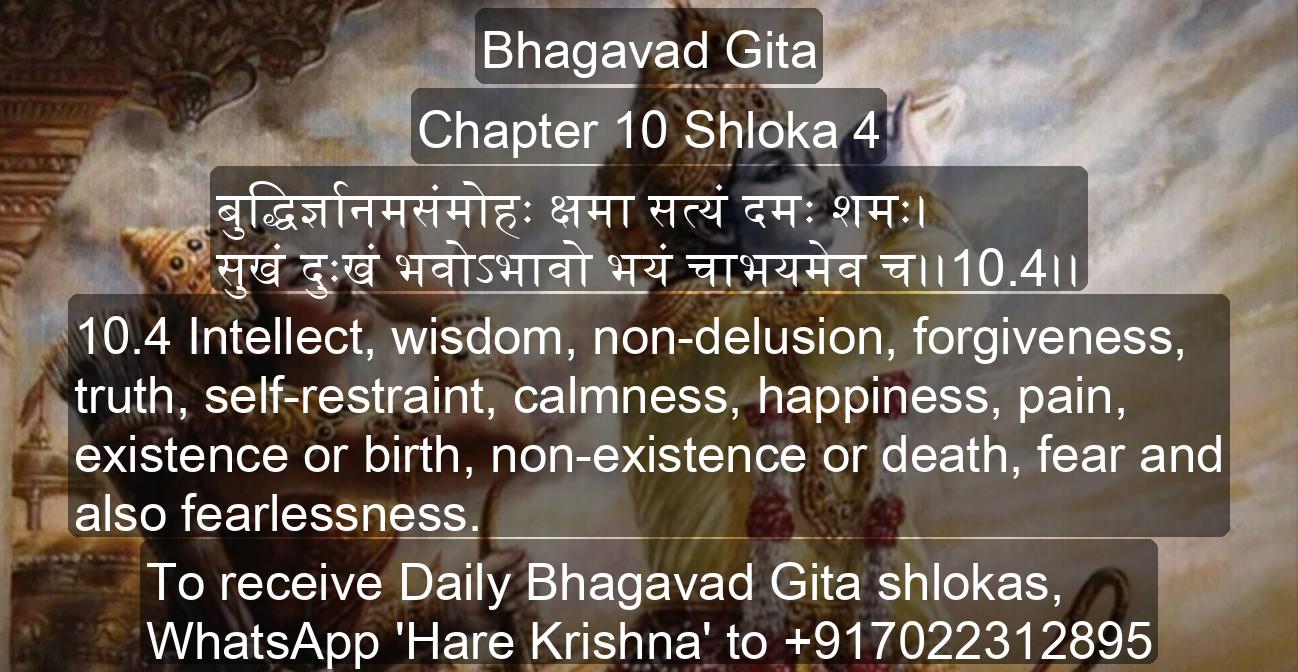 Bhagavad Gita
Chapter 10 Shloka 4
बुद्धिर्ज्ञानमसंमोहः क्षमा सत्यं दमः शमः।
सुखं दुःखं भवोऽभावो भयं चाभयमेव च।।10.4।।
10.4 Intellect, wisdom, non-delusion, forgiveness,
truth, self-restraint, calmness, happiness, pain,
existence or birth, non-existence or death, fear and
also fearlessness.
To receive Daily Bhagavad Gita shlokas,
WhatsApp 'Hare Krishna' to +917022312895